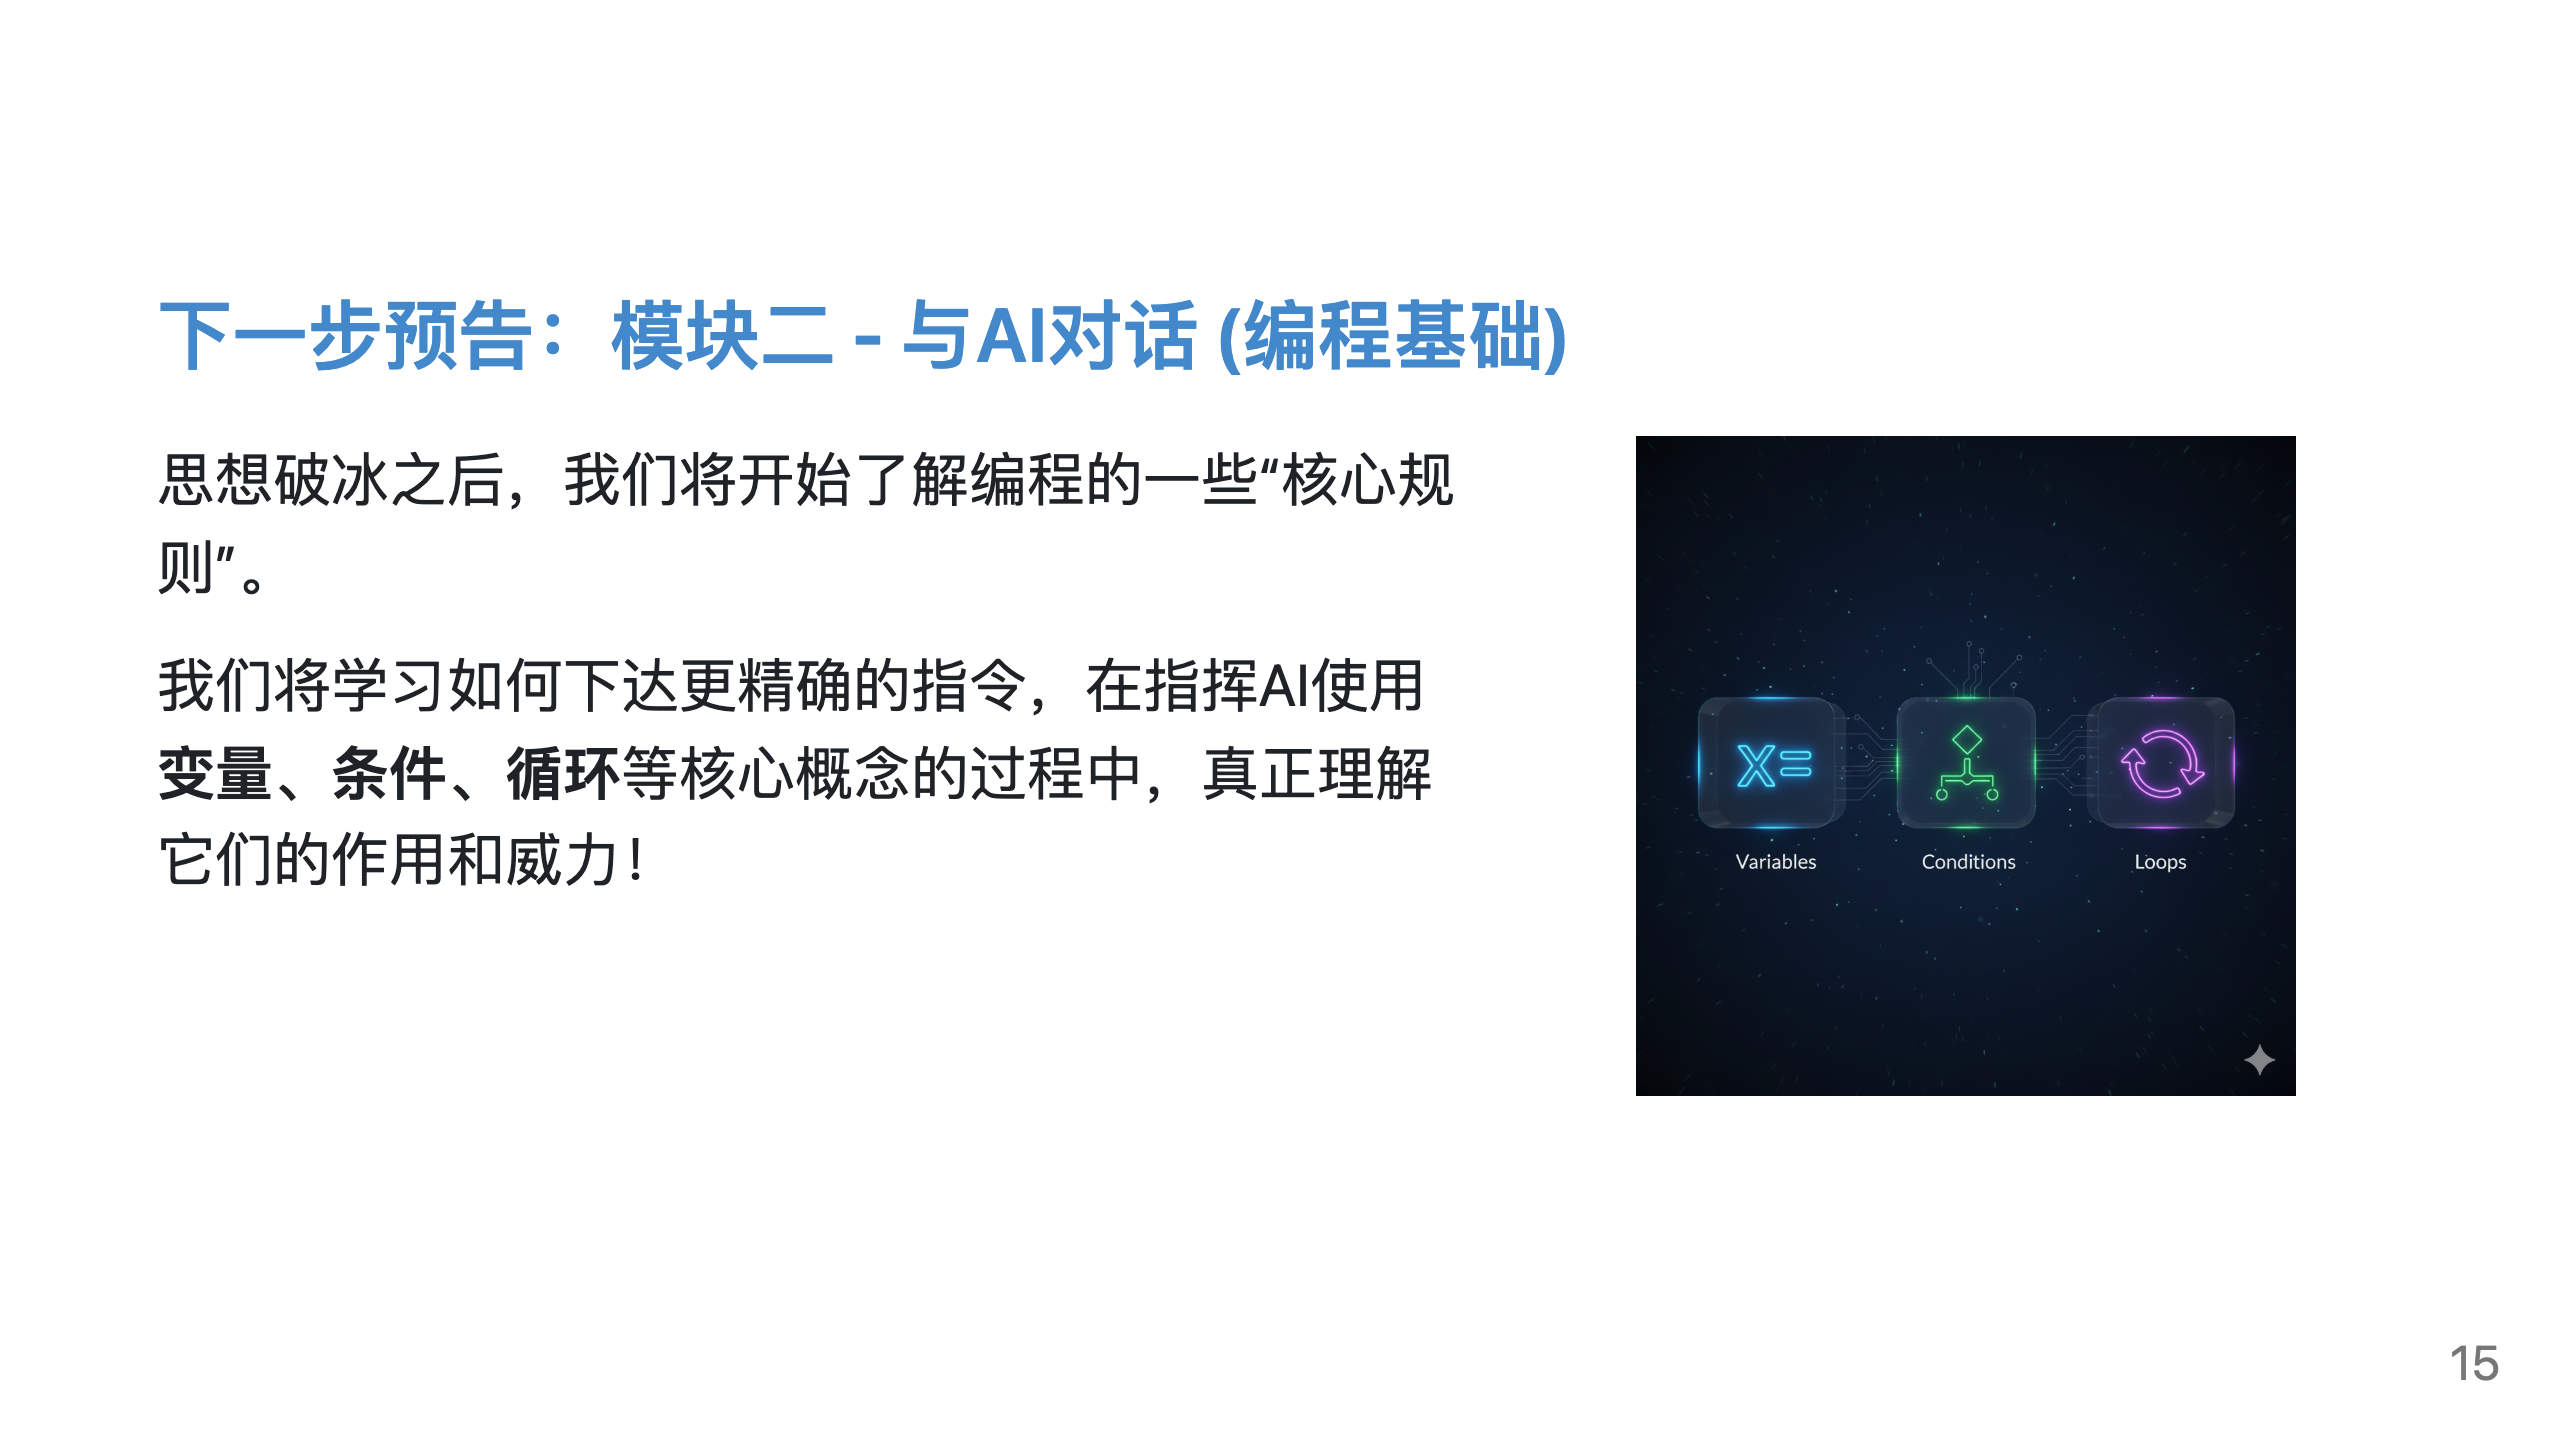 下一步预告：模块二 - 与AI对话 (编程基础)
思想破冰之后，我们将开始了解编程的一些“核心规
则”。
我们将学习如何下达更精确的指令，在指挥AI使用
变量、条件、循环等核心概念的过程中，真正理解
它们的作用和威力！
X=
Variables
Conditions
Loops
15